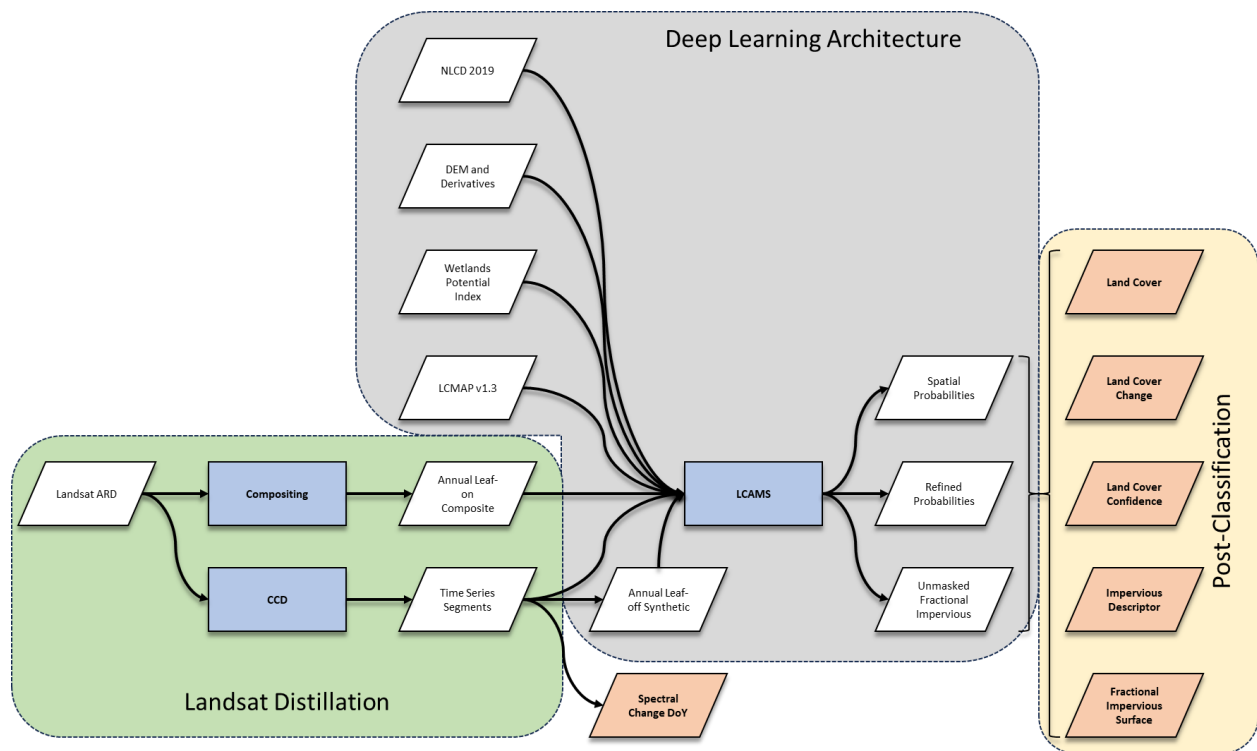 Deep Learning Architecture
NLCD 2019
DEM and
Derivatives
Wetlands
Potential
Index
LCMAP v1.3
Landsat ARD
Compositing
Annual Leaf-
on
Composite
CCD
Time Series
Segments
Landsat Distillation
Annual Leaf-
off Synthetic
Spectral
Change DoY
LCAMS
Spatial
Probabilities
Refined
Probabilities
Unmasked
Fractional
Impervious
Land Cover
Land Cover
Change
Land Cover
Confidence
Impervious
Descriptor
Fractional
Impervious
Surface
Post-Classification